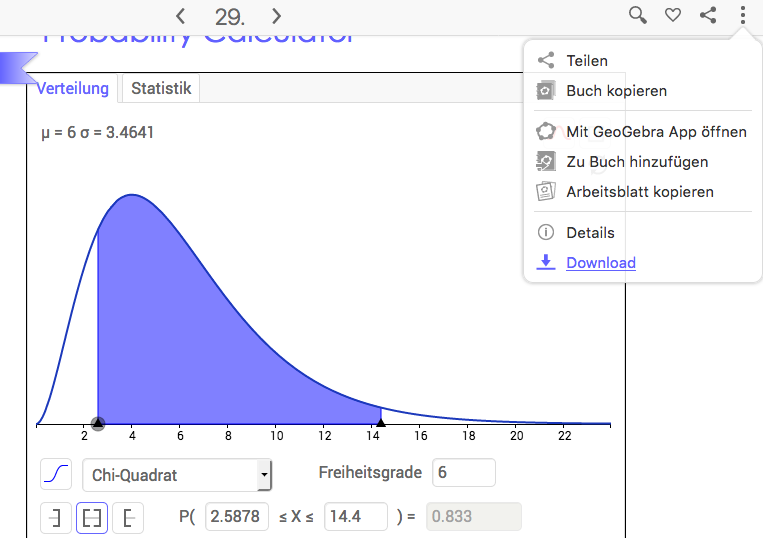 29.
Probability Calculator
Teilen
Buch kopieren
Mit GeoGebra App öffnen
Zu Buch hinzufügen
Arbeitsblatt kopieren
Details
Download
Verteilung Statistik
μ = 6 σ = 3.4641
2 4 6 8 10 12 14 16 18 20 22
Chi-Quadrat Freiheitsgrade 6
P( 2.5878 ≤ X ≤ 14.4 ) = 0.833